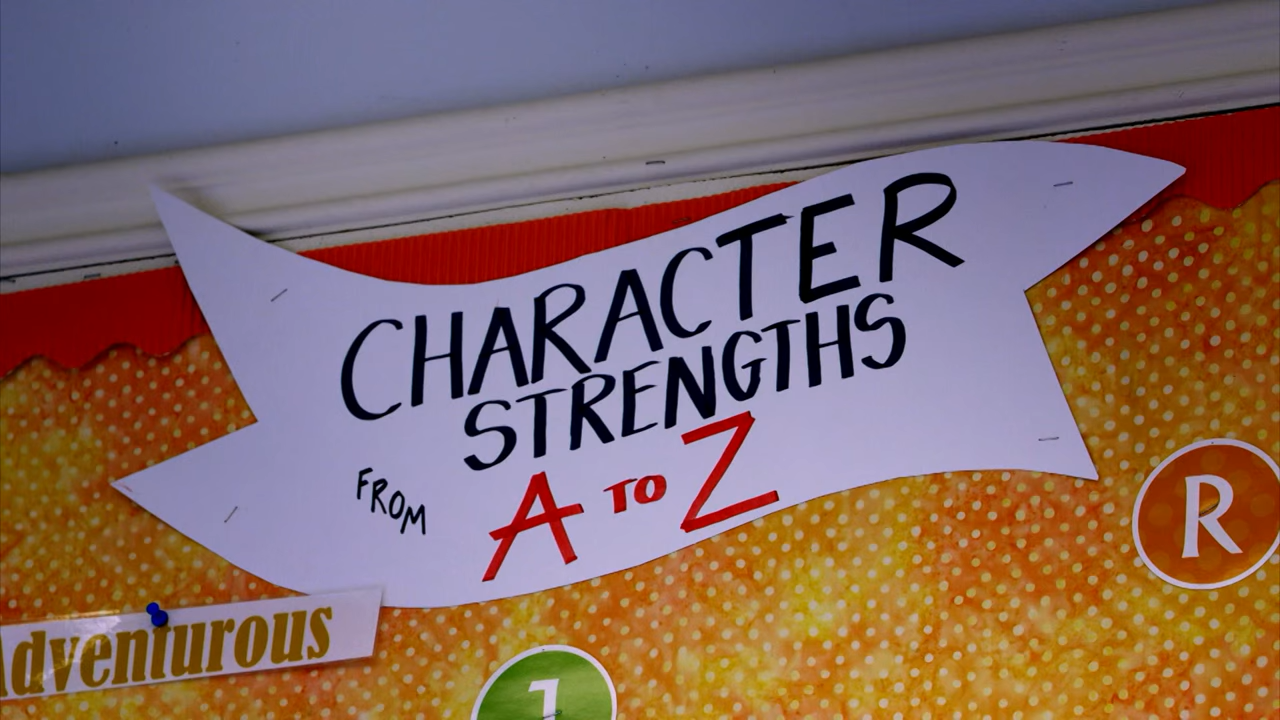 CHARACTER
STRENGTHS
FROM A TO Z
R
Adventurous
J